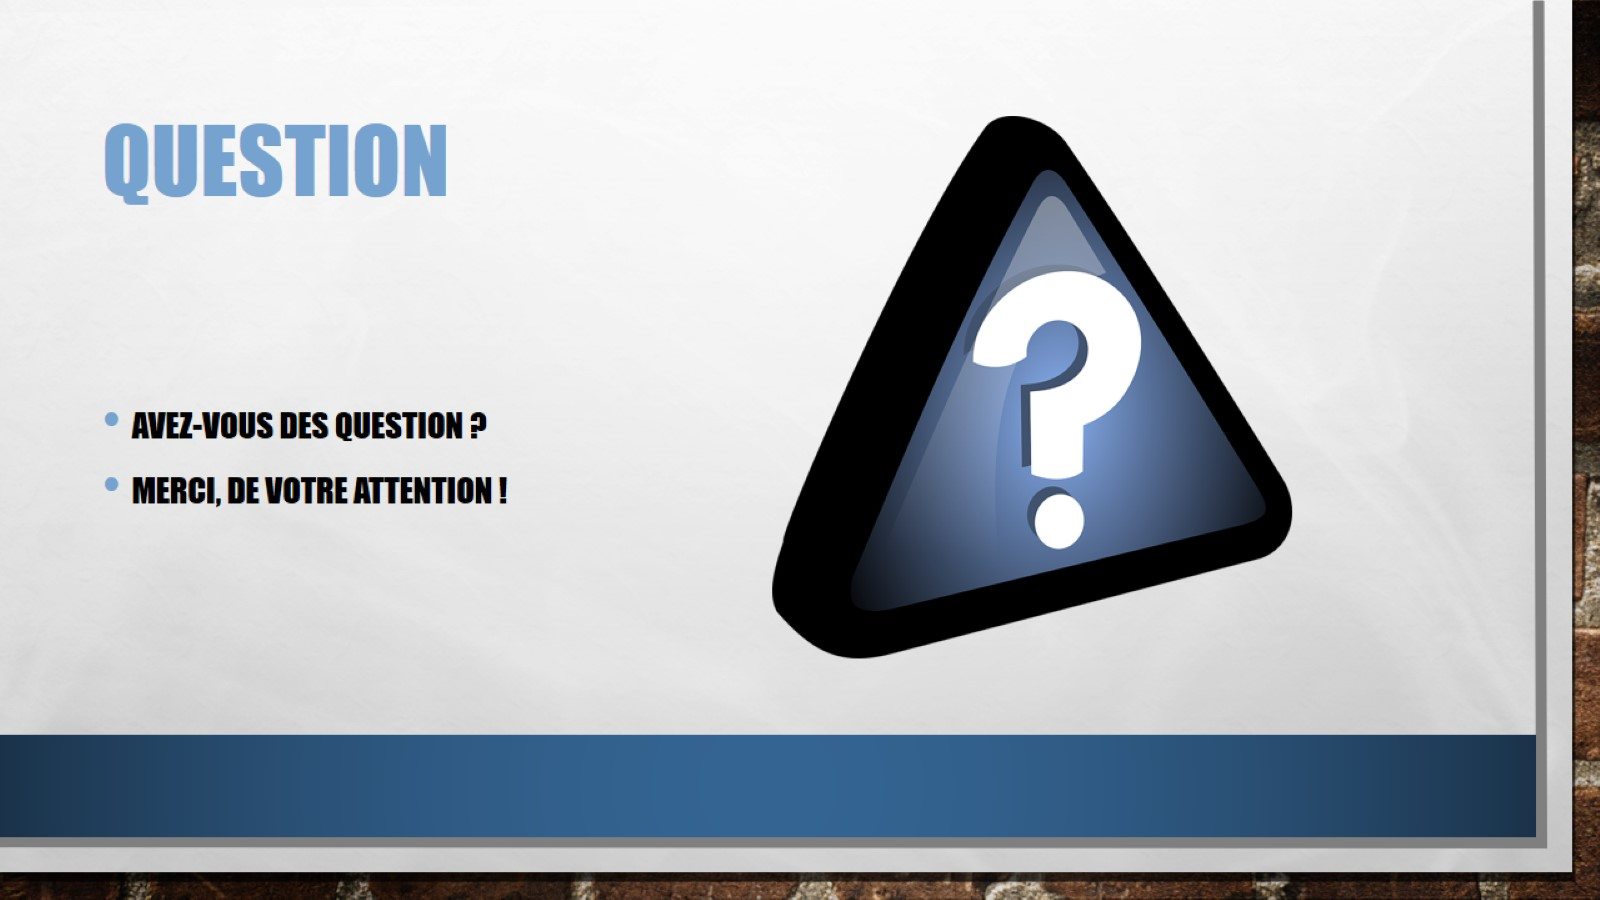 QUESTION
AVEZ-VOUS DES QUESTION ?
MERCI, DE VOTRE ATTENTION !
?